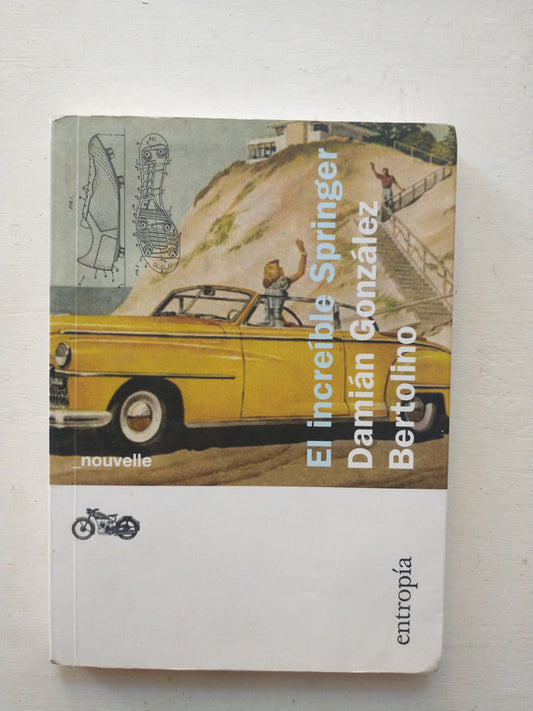 El increíble Springer
Damián González
Bertolino
_nouvelle
entropía